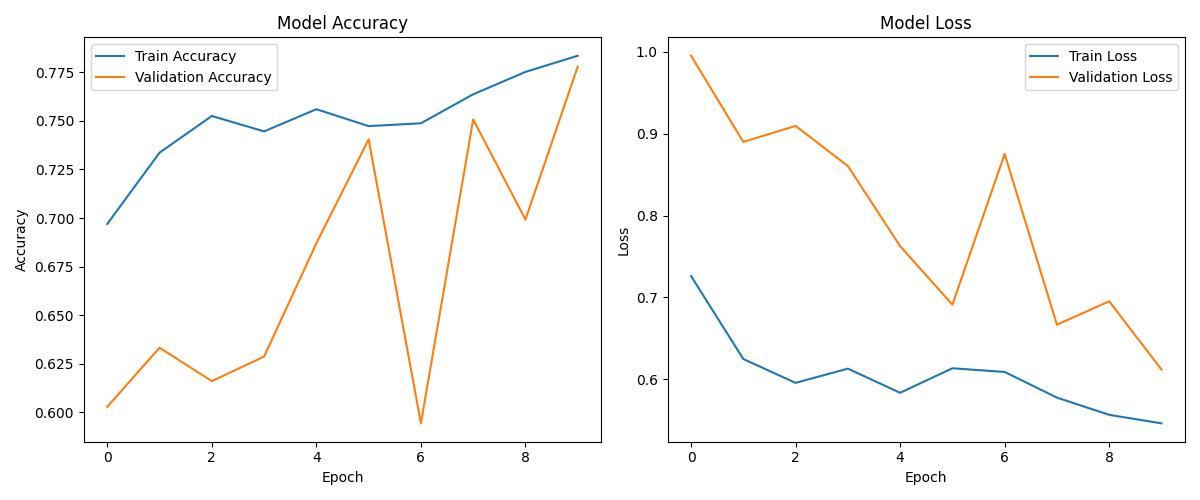 Model Accuracy
Train Accuracy
Validation Accuracy
0.775
0.750
0.725
0.700
0.675
0.650
0.625
0.600
Accuracy
0 2 4 6 8
Epoch
Model Loss
Train Loss
Validation Loss
1.0
0.9
0.8
0.7
0.6
Loss
0 2 4 6 8
Epoch